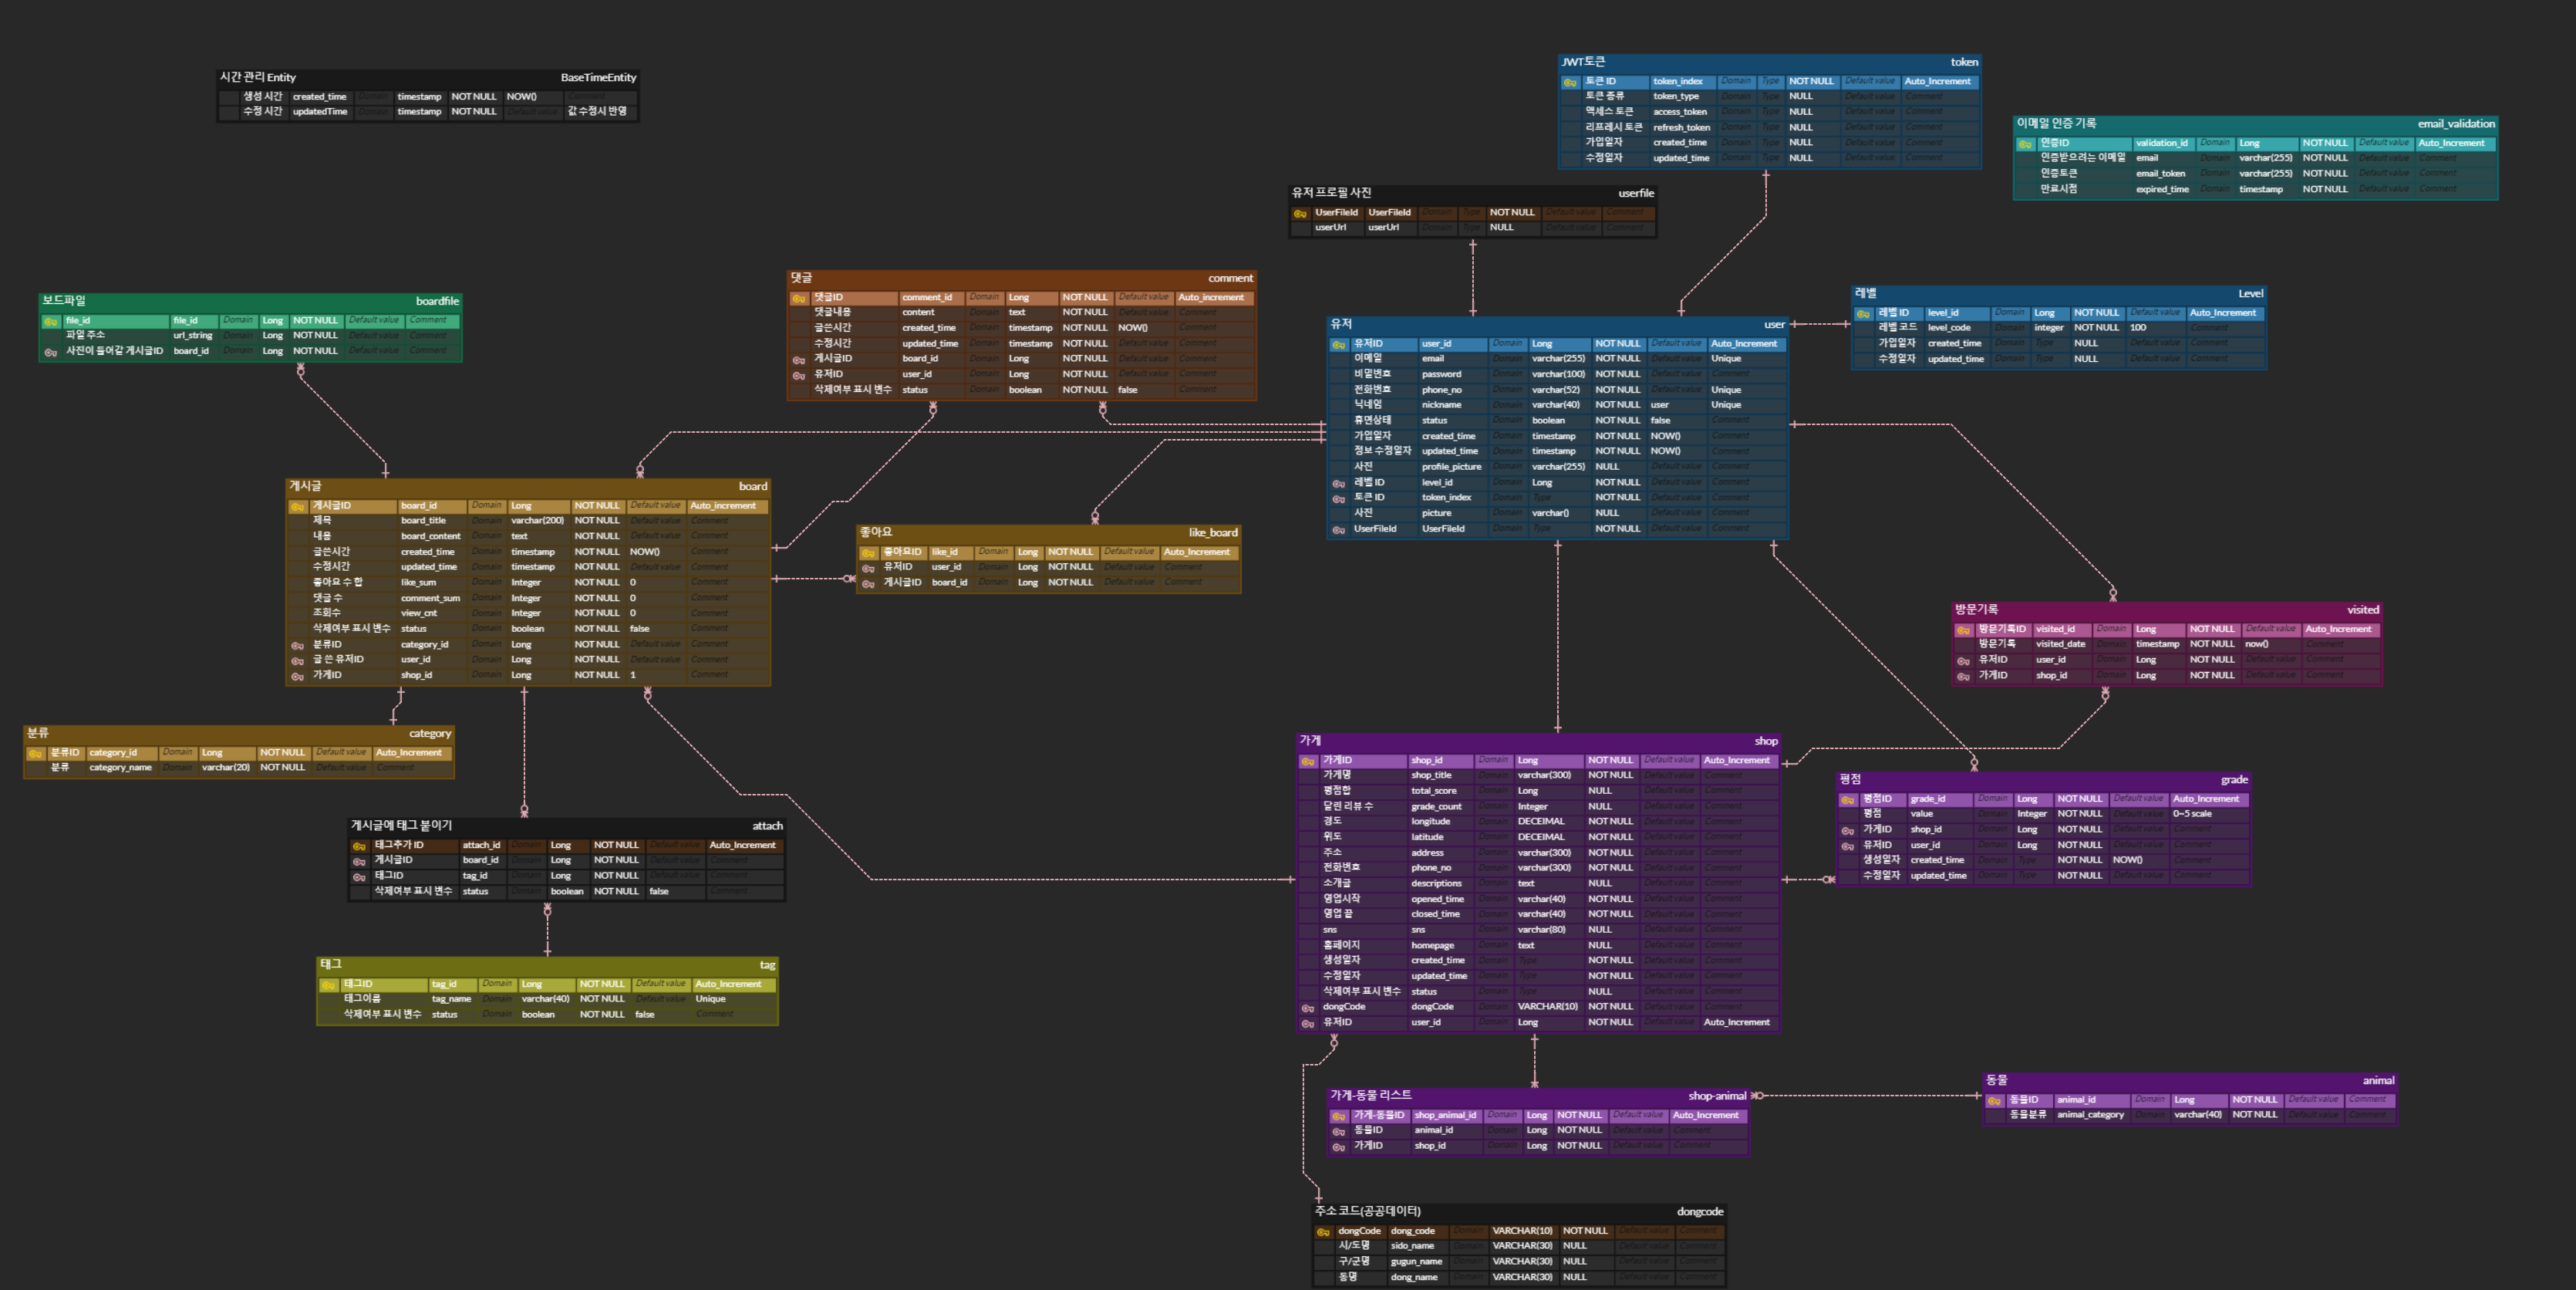 시간 관리 Entity BaseTimeEntity
생성 시간 created_time Domain timestamp NOT NULL NOW() Comment
수정 시간 updatedTime Domain timestamp NOT NULL Default value 값 수정시 반영
JWT토큰 token
토큰 ID token_index Domain Type NOT NULL Default value Auto_Increment
토큰 종류 token_type Domain Type NULL Default value Comment
액세스 토큰 access_token Domain Type NULL Default value Comment
리프레시 토큰 refresh_token Domain Type NULL Default value Comment
가입일자 created_time Domain Type NULL Default value Comment
수정일자 updated_time Domain Type NULL Default value Comment
이메일 인증 기록 email_validation
인증ID validation_id Domain Long NOT NULL Default value Auto_Increment
인증받으려는 이메일 email Domain varchar(255) NOT NULL Default value Comment
인증토큰 email_token Domain varchar(255) NOT NULL Default value Comment
만료시점 expired_time Domain timestamp NOT NULL Default value Comment
유저 프로필 사진 userfile
UserFileId UserFileId Domain Type NOT NULL Default value Comment
userUrl userUrl Domain Type NULL Default value Comment
보드파일 boardfile
file_id file_id Domain Long NOT NULL Default value Comment
파일 주소 url_string Domain Long NOT NULL Default value Comment
사진이 들어갈 게시글ID board_id Domain Long NOT NULL Default value Comment
댓글 comment
댓글ID comment_id Domain Long NOT NULL Default value Auto_increment
댓글내용 content Domain text NOT NULL Default value Comment
글쓴시간 created_time Domain timestamp NOT NULL NOW() Comment
수정시간 updated_time Domain timestamp NOT NULL Default value Comment
게시글ID board_id Domain Long NOT NULL Default value Comment
유저ID user_id Domain Long NOT NULL Default value Comment
삭제여부 표시 변수 status Domain boolean NOT NULL false Comment
유저 user
유저ID user_id Domain Long NOT NULL Default value Auto_Increment
이메일 email Domain varchar(255) NOT NULL Default value Unique
비밀번호 password Domain varchar(100) NOT NULL Default value Comment
전화번호 phone_no Domain varchar(52) NOT NULL Default value Unique
닉네임 nickname Domain varchar(40) NOT NULL user Unique
휴면상태 status Domain boolean NOT NULL false Comment
가입일자 created_time Domain timestamp NOT NULL NOW() Comment
정보 수정일자 updated_time Domain timestamp NOT NULL NOW() Comment
사진 profile_picture Domain varchar(255) NULL Default value Comment
레벨 ID level_id Domain Long NOT NULL Default value Comment
토큰 ID token_index Domain Type NOT NULL Default value Comment
사진 picture Domain varchar() NULL Default value Comment
UserFileId UserFileId Domain Type NOT NULL Default value Comment
레벨 Level
레벨 ID level_id Domain Long NOT NULL Default value Auto_Increment
레벨 코드 level_code Domain integer NOT NULL 100 Comment
가입일자 created_time Domain Type NULL Default value Comment
수정일자 updated_time Domain Type NULL Default value Comment
게시글 board
게시글ID board_id Domain Long NOT NULL Default value Auto_increment
제목 board_title Domain varchar(200) NOT NULL Default value Comment
내용 board_content Domain text NOT NULL Default value Comment
글쓴시간 created_time Domain timestamp NOT NULL NOW() Comment
수정시간 updated_time Domain timestamp NOT NULL Default value Comment
좋아요 수 합 like_sum Domain Integer NOT NULL 0 Comment
댓글 수 comment_sum Domain Integer NOT NULL 0 Comment
조회수 view_cnt Domain Integer NOT NULL 0 Comment
삭제여부 표시 변수 status Domain boolean NOT NULL false Comment
분류ID category_id Domain Long NOT NULL Default value Comment
글 쓴 유저ID user_id Domain Long NOT NULL Default value Comment
가게ID shop_id Domain Long NOT NULL 1 Comment
좋아요 like_board
좋아요ID like_id Domain Long NOT NULL Default value Auto_Increment
유저ID user_id Domain Long NOT NULL Default value Comment
게시글ID board_id Domain Long NOT NULL Default value Comment
방문기록 visited
방문기록ID visited_id Domain Long NOT NULL Default value Auto_Increment
방문기록 visited_date Domain timestamp NOT NULL now() Comment
유저ID user_id Domain Long NOT NULL Default value Comment
가게ID shop_id Domain Long NOT NULL Default value Comment
분류 category
분류ID category_id Domain Long NOT NULL Default value Auto_Increment
분류 category_name Domain varchar(20) NOT NULL Default value Comment
가게 shop
가게ID shop_id Domain Long NOT NULL Default value Auto_Increment
가게명 shop_title Domain varchar(300) NOT NULL Default value Comment
평점합 total_score Domain Long NULL Default value Comment
달린 리뷰 수 grade_count Domain Integer NULL Default value Comment
경도 longitude Domain DECEIMAL NOT NULL Default value Comment
위도 latitude Domain DECEIMAL NOT NULL Default value Comment
주소 address Domain varchar(300) NOT NULL Default value Comment
전화번호 phone_no Domain varchar(300) NOT NULL Default value Comment
소개글 descriptions Domain text NULL Default value Comment
영업시작 opened_time Domain varchar(40) NOT NULL Default value Comment
영업 끝 closed_time Domain varchar(40) NOT NULL Default value Comment
sns sns Domain varchar(80) NULL Default value Comment
홈페이지 homepage Domain text NULL Default value Comment
생성일자 created_time Domain Type NOT NULL Default value Comment
수정일자 updated_time Domain Type NOT NULL Default value Comment
삭제여부 표시 변수 status Domain Type NULL Default value Comment
dongCode dongCode Domain VARCHAR(10) NOT NULL Default value Comment
유저ID user_id Domain Long NOT NULL Default value Auto_Increment
평점 grade
평점ID grade_id Domain Long NOT NULL Default value Auto_Increment
평점 value Domain Integer NOT NULL Default value 0~5 scale
가게ID shop_id Domain Long NOT NULL Default value Comment
유저ID user_id Domain Long NOT NULL Default value Comment
생성일자 created_time Domain Type NOT NULL NOW() Comment
수정일자 updated_time Domain Type NOT NULL Default value Comment
게시글에 태그 붙이기 attach
태그추가 ID attach_id Domain Long NOT NULL Default value Auto_Increment
게시글ID board_id Domain Long NOT NULL Default value Comment
태그ID tag_id Domain Long NOT NULL Default value Comment
삭제여부 표시 변수 status Domain boolean NOT NULL false Comment
태그 tag
태그ID tag_id Domain Long NOT NULL Default value Auto_Increment
태그이름 tag_name Domain varchar(40) NOT NULL Default value Unique
삭제여부 표시 변수 status Domain boolean NOT NULL false Comment
가게-동물 리스트 shop-animal
가게-동물ID shop_animal_id Domain Long NOT NULL Default value Auto_Increment
동물ID animal_id Domain Long NOT NULL Default value Comment
가게ID shop_id Domain Long NOT NULL Default value Comment
동물 animal
동물ID animal_id Domain Long NOT NULL Default value Comment
동물분류 animal_category Domain varchar(40) NOT NULL Default value Comment
주소 코드(공공데이터) dongcode
dongCode dong_code Domain VARCHAR(10) NOT NULL Default value Comment
시/도명 sido_name Domain VARCHAR(30) NULL Default value Comment
구/군명 gugun_name Domain VARCHAR(30) NULL Default value Comment
동명 dong_name Domain VARCHAR(30) NULL Default value Comment